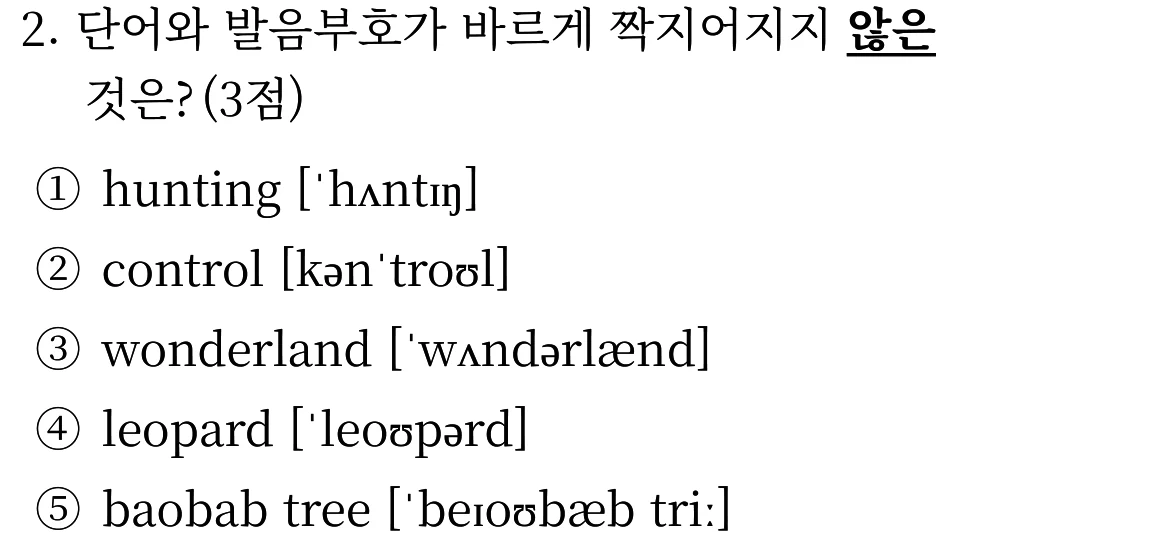 2. 단어와 발음부호가 바르게 짝지어지지 않은
것은?(3점)
① hunting [ˈhʌntɪŋ]
② control [kənˈtroʊl]
③ wonderland [ˈwʌndərlænd]
④ leopard [ˈleoʊpərd]
⑤ baobab tree [ˈbeɪoʊbæb triː]